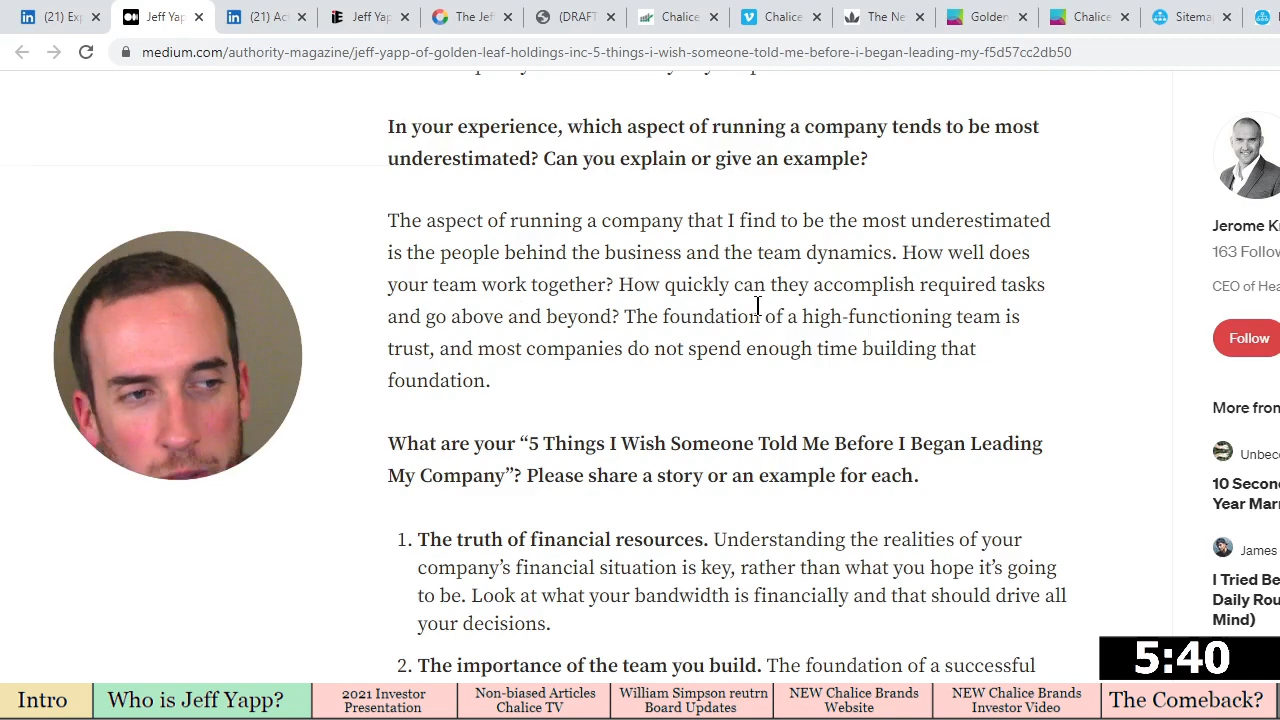 (21) Ex
Jeff Yapp
(21) Ac
Jeff Yap
The Jef
(DRAFT
Chalice
Chalice
The Ne
Golden
Chalice
Sitema
medium.com/authority-magazine/jeff-yapp-of-golden-leaf-holdings-inc-5-things-i-wish-someone-told-me-before-i-began-leading-my-f5d57cc2db50
In your experience, which aspect of running a company tends to be most
underestimated? Can you explain or give an example?
The aspect of running a company that I find to be the most underestimated
is the people behind the business and the team dynamics. How well does
your team work together? How quickly can they accomplish required tasks
and go above and beyond? The foundation of a high-functioning team is
trust, and most companies do not spend enough time building that
foundation.
What are your “5 Things I Wish Someone Told Me Before I Began Leading
My Company”? Please share a story or an example for each.
1. The truth of financial resources. Understanding the realities of your
company’s financial situation is key, rather than what you hope it’s going
to be. Look at what your bandwidth is financially and that should drive all
your decisions.
2. The importance of the team you build. The foundation of a successful
Jerome K
163 Follow
CEO of Hea
Follow
More from
Unbec
10 Second
Year Marr
James
I Tried Be
Daily Rou
Mind)
5:40
Intro
Who is Jeff Yapp?
2021 Investor
Presentation
Non-biased Articles
Chalice TV
William Simpson reutrn
Board Updates
NEW Chalice Brands
Website
NEW Chalice Brands
Investor Video
The Comeback?